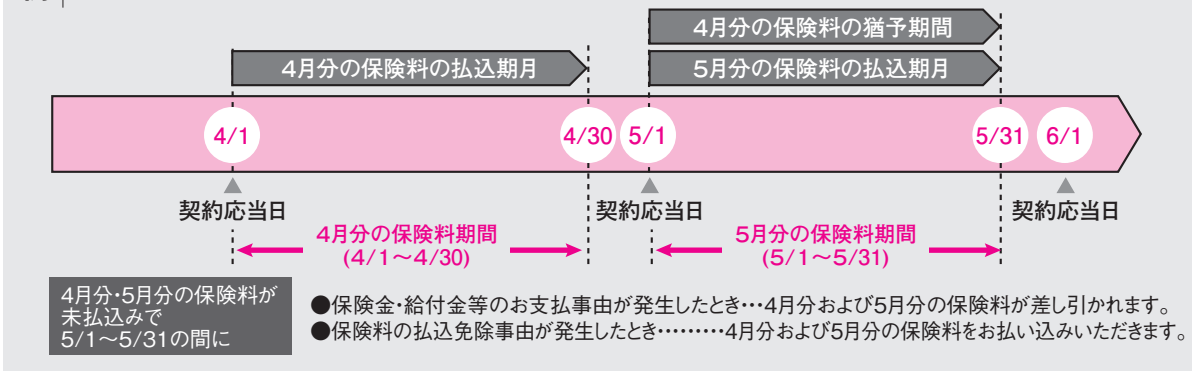 4月分の保険料の猶予期間
4月分の保険料の払込期月
5月分の保険料の払込期月
4/1
4/30
5/1
5/31
6/1
契約応当日
契約応当日
契約応当日
4月分の保険料期間
(4/1～4/30)
5月分の保険料期間
(5/1～5/31)
4月分・5月分の保険料が
未払込みで
5/1～5/31の間に
●保険金・給付金等のお支払事由が発生したとき…4月分および5月分の保険料が差し引かれます。
●保険料の払込免除事由が発生したとき………4月分および5月分の保険料をお払い込みいただきます。